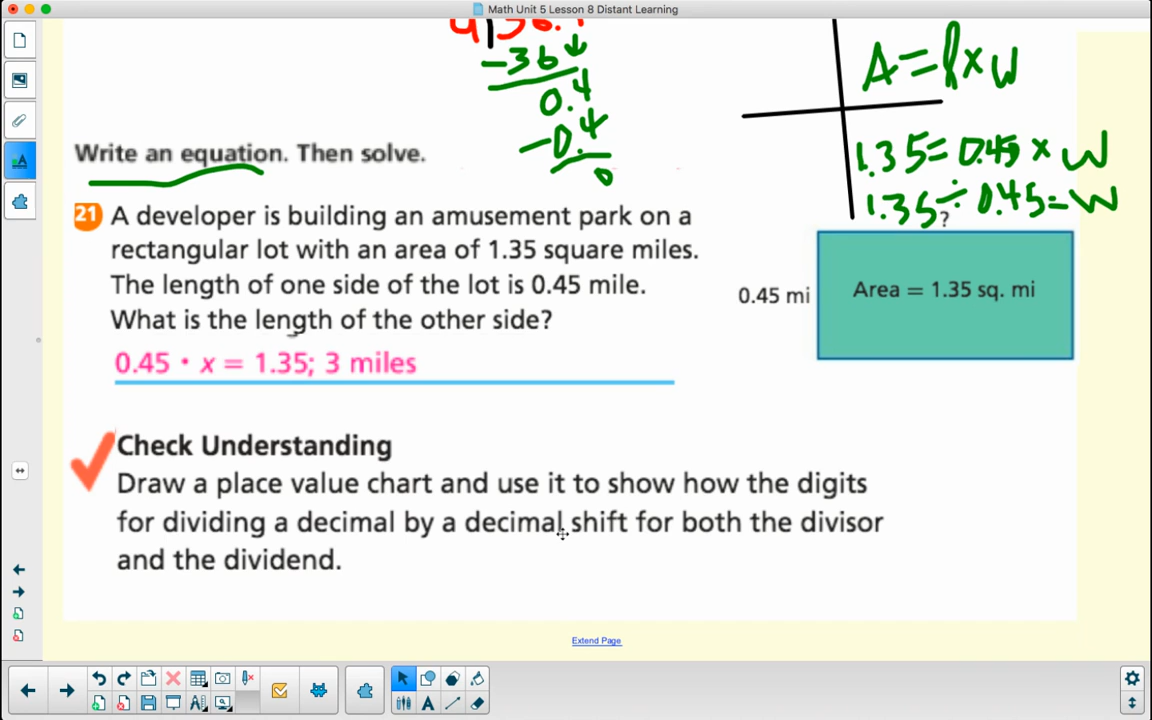 Math Unit 5 Lesson 8 Distant Learning
-36
0.4
-0.4
0
A=lxw
1.35=0.45xW
1.35÷0.45=W
Write an equation. Then solve.
21 A developer is building an amusement park on a
rectangular lot with an area of 1.35 square miles.
The length of one side of the lot is 0.45 mile.
What is the length of the other side?
0.45 · x = 1.35; 3 miles
?
0.45 mi
Area = 1.35 sq. mi
Check Understanding
Draw a place value chart and use it to show how the digits
for dividing a decimal by a decimal shift for both the divisor
and the dividend.
Extend Page